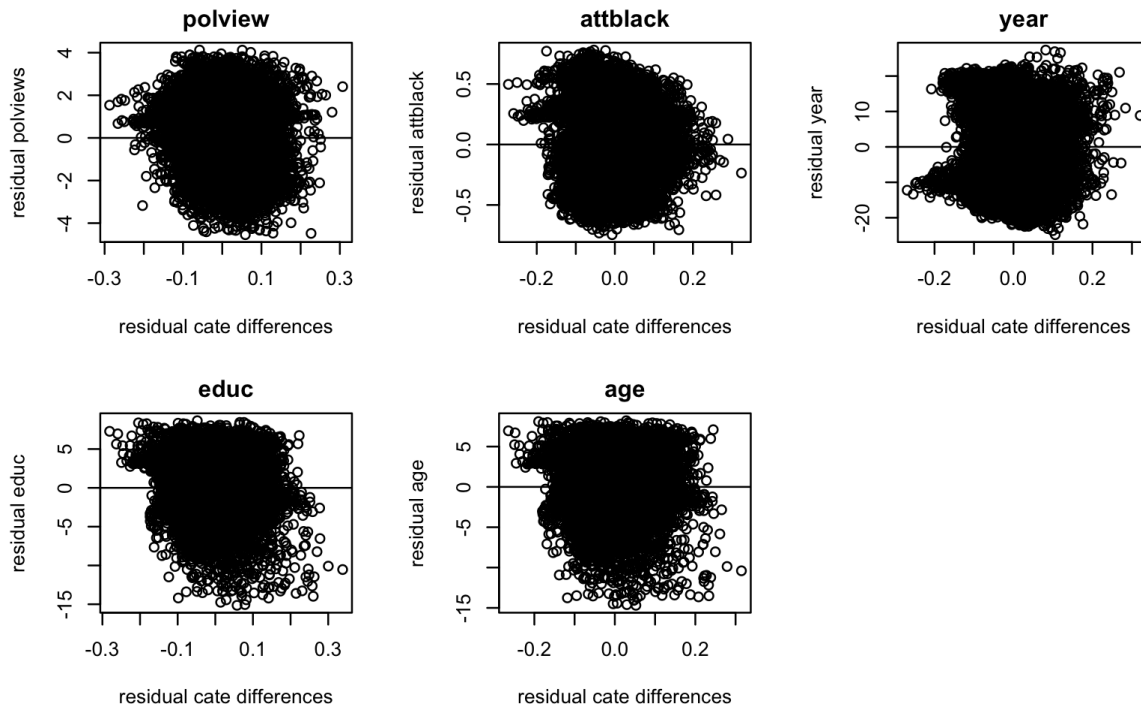 polview
residual polviews
4
2
0
-2
-4
-0.3 -0.1 0.1 0.3
residual cate differences
attblack
residual attblack
0.5
0.0
-0.5
-0.2 0.0 0.2
residual cate differences
year
residual year
10
0
-20
-0.2 0.0 0.2
residual cate differences
educ
residual educ
5
0
-5
-15
-0.3 -0.1 0.1 0.3
residual cate differences
age
residual age
5
0
-5
-15
-0.2 0.0 0.2
residual cate differences